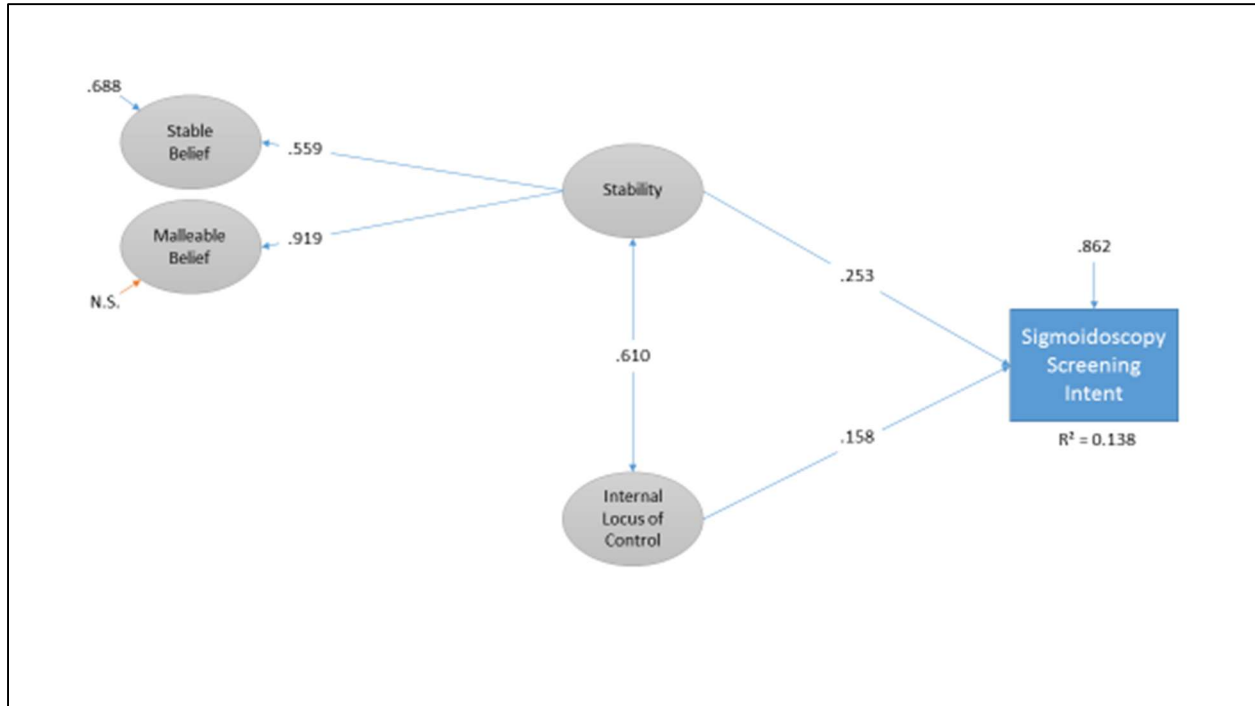 .688
Stable
Belief
.559
Stability
Malleable
Belief
.919
N.S.
.253
.862
Sigmoidoscopy
Screening
Intent
R² = 0.138
.610
.158
Internal
Locus of
Control